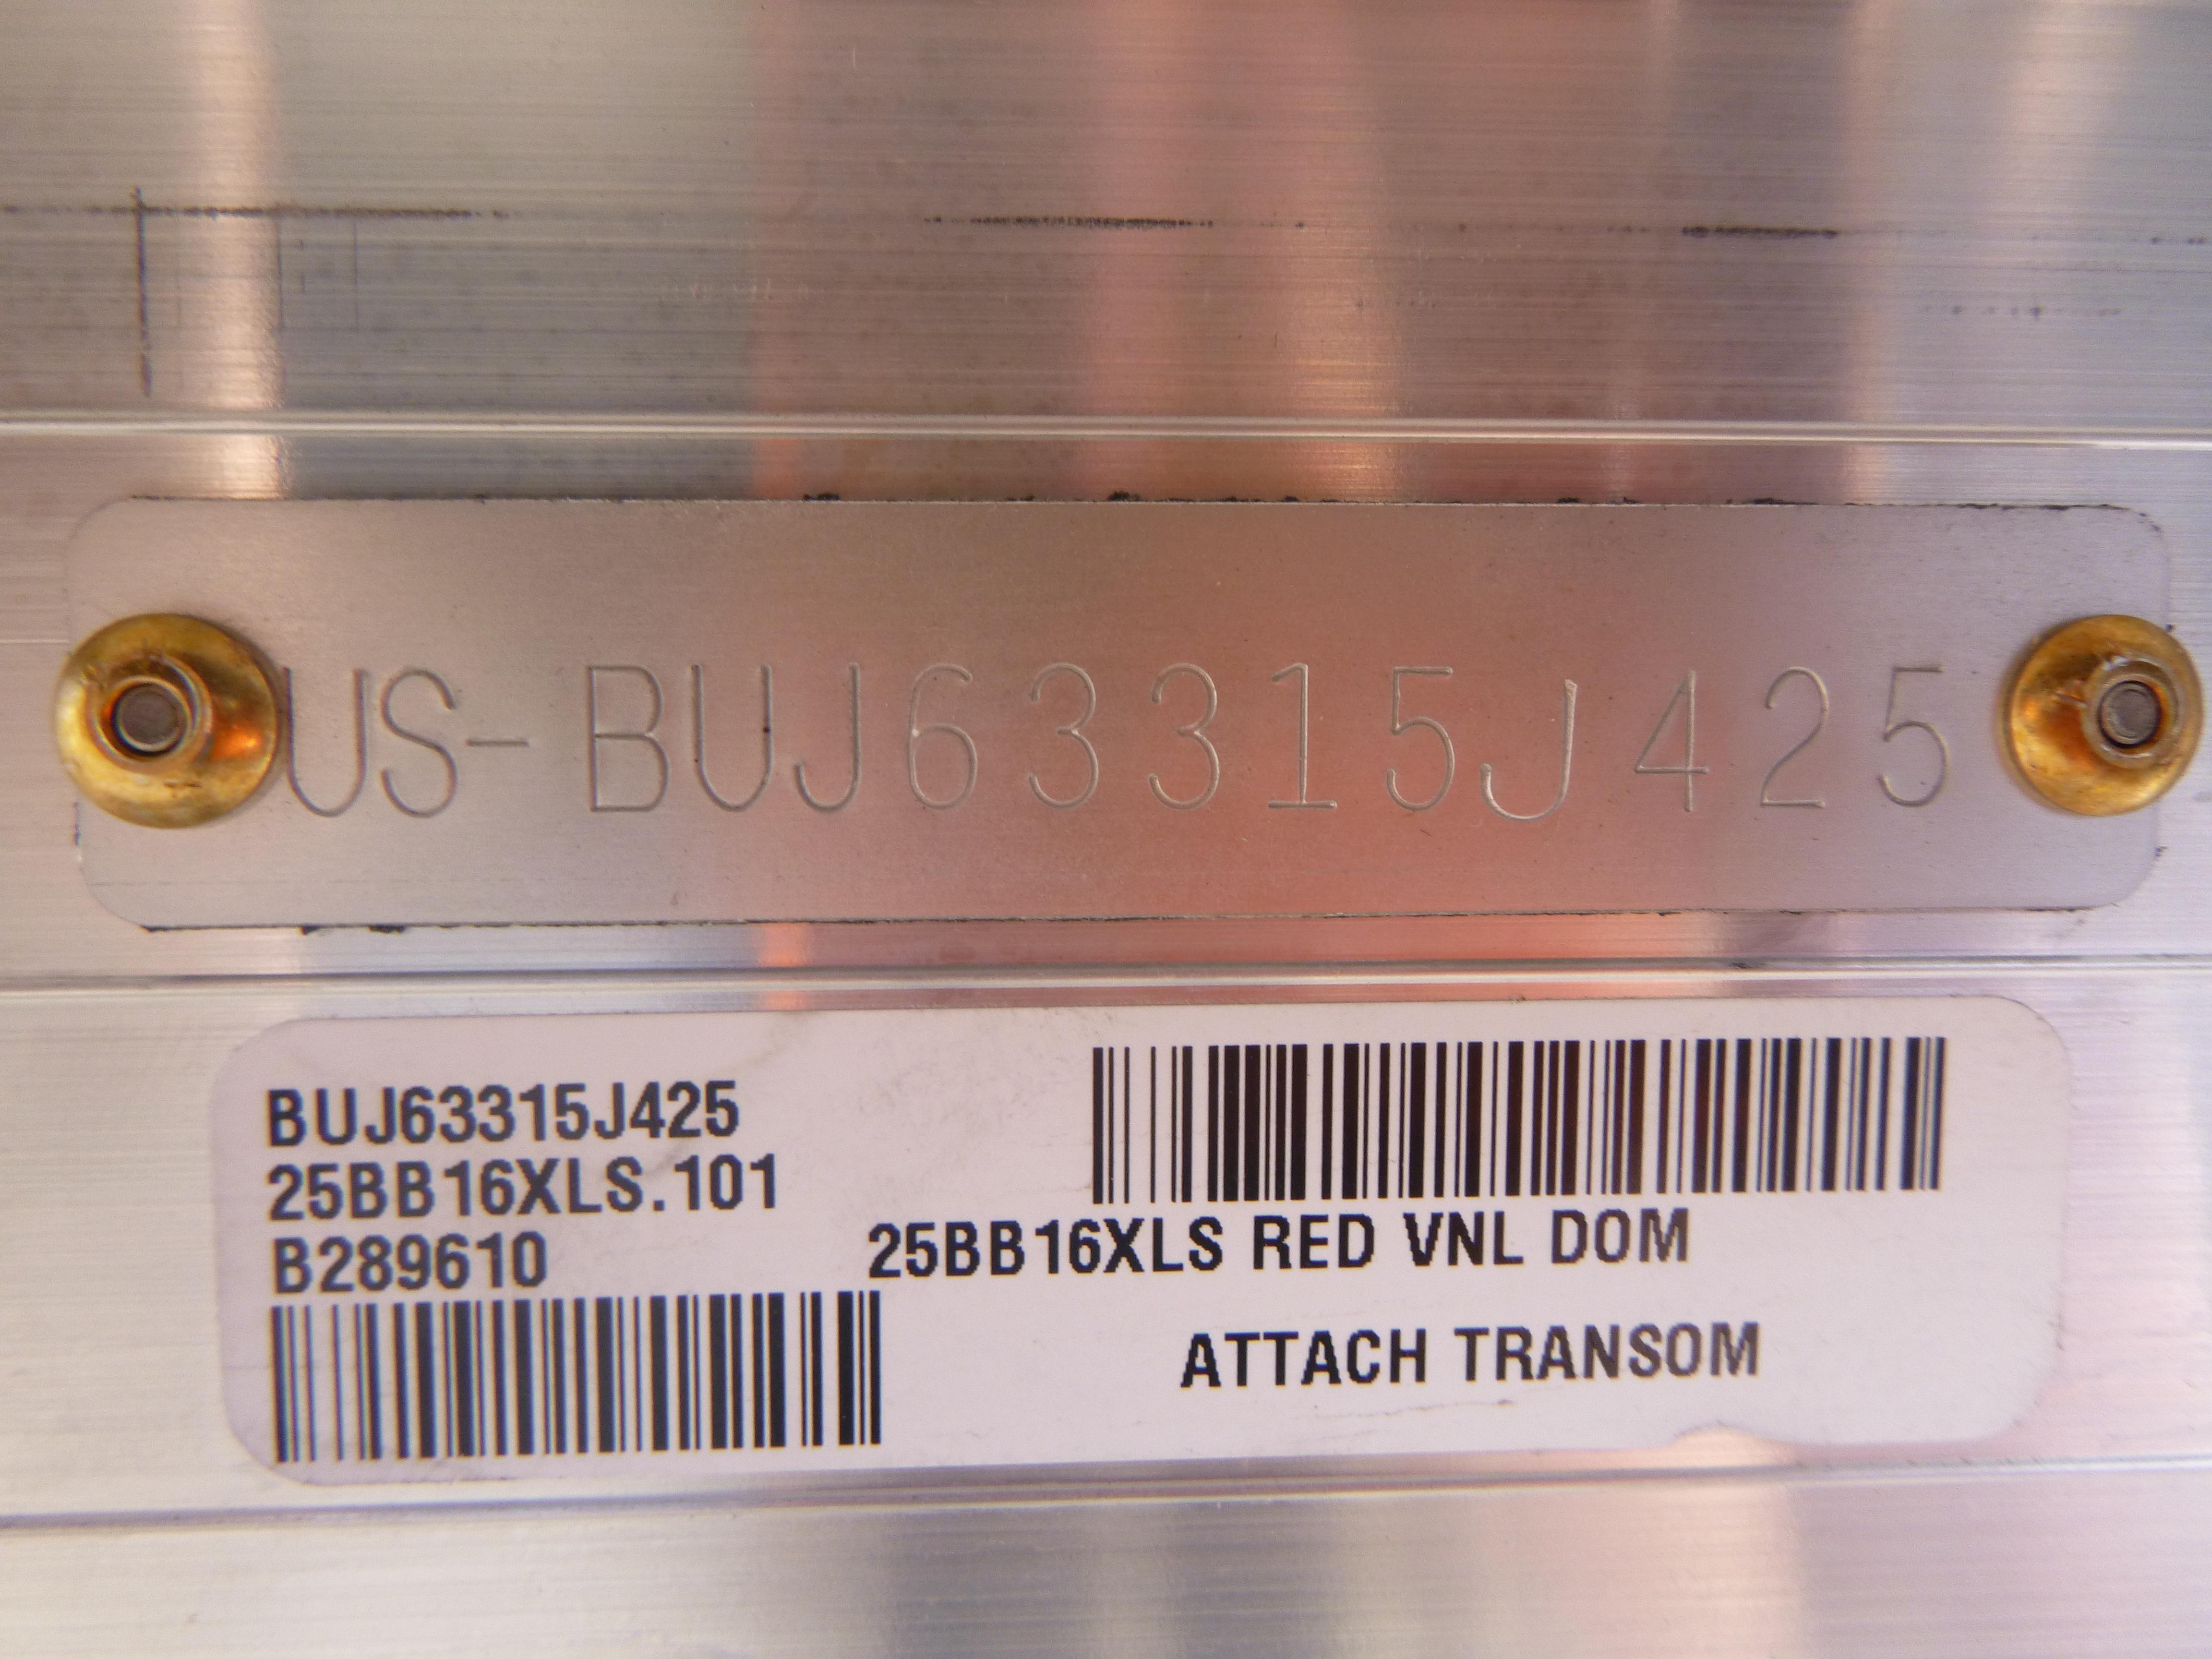 US-BUJ63315J425
BUJ63315J425
25BB16XLS.101
B289610
25BB16XLS RED VNL DOM
ATTACH TRANSOM